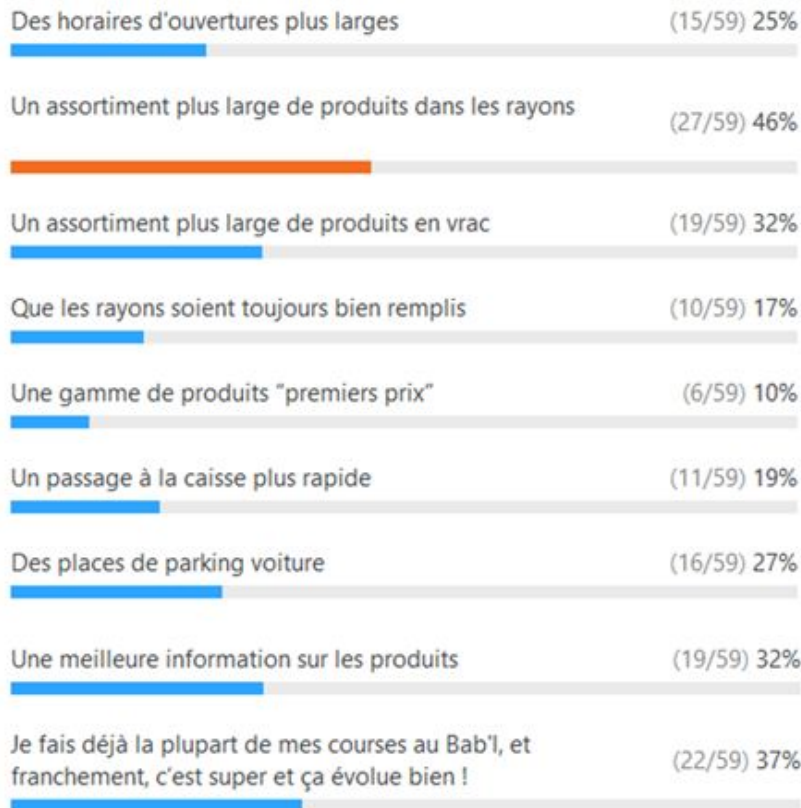 Des horaires d'ouvertures plus larges (15/59) 25%
Un assortiment plus large de produits dans les rayons (27/59) 46%
Un assortiment plus large de produits en vrac (19/59) 32%
Que les rayons soient toujours bien remplis (10/59) 17%
Une gamme de produits “premiers prix” (6/59) 10%
Un passage à la caisse plus rapide (11/59) 19%
Des places de parking voiture (16/59) 27%
Une meilleure information sur les produits (19/59) 32%
Je fais déjà la plupart de mes courses au Bab'l, et
franchement, c'est super et ça évolue bien ! (22/59) 37%